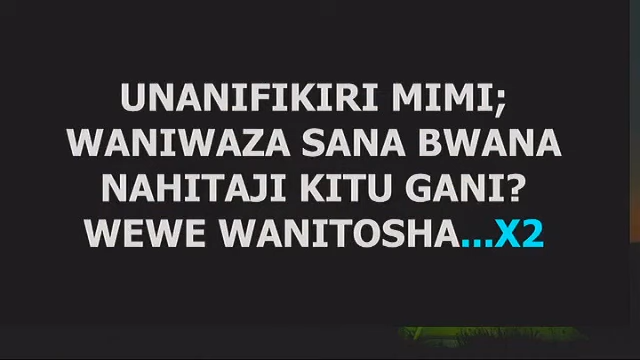 UNANIFIKIRI MIMI;
WANIWAZA SANA BWANA
NAHITAJI KITU GANI?
WEWE WANITOSHA...X2